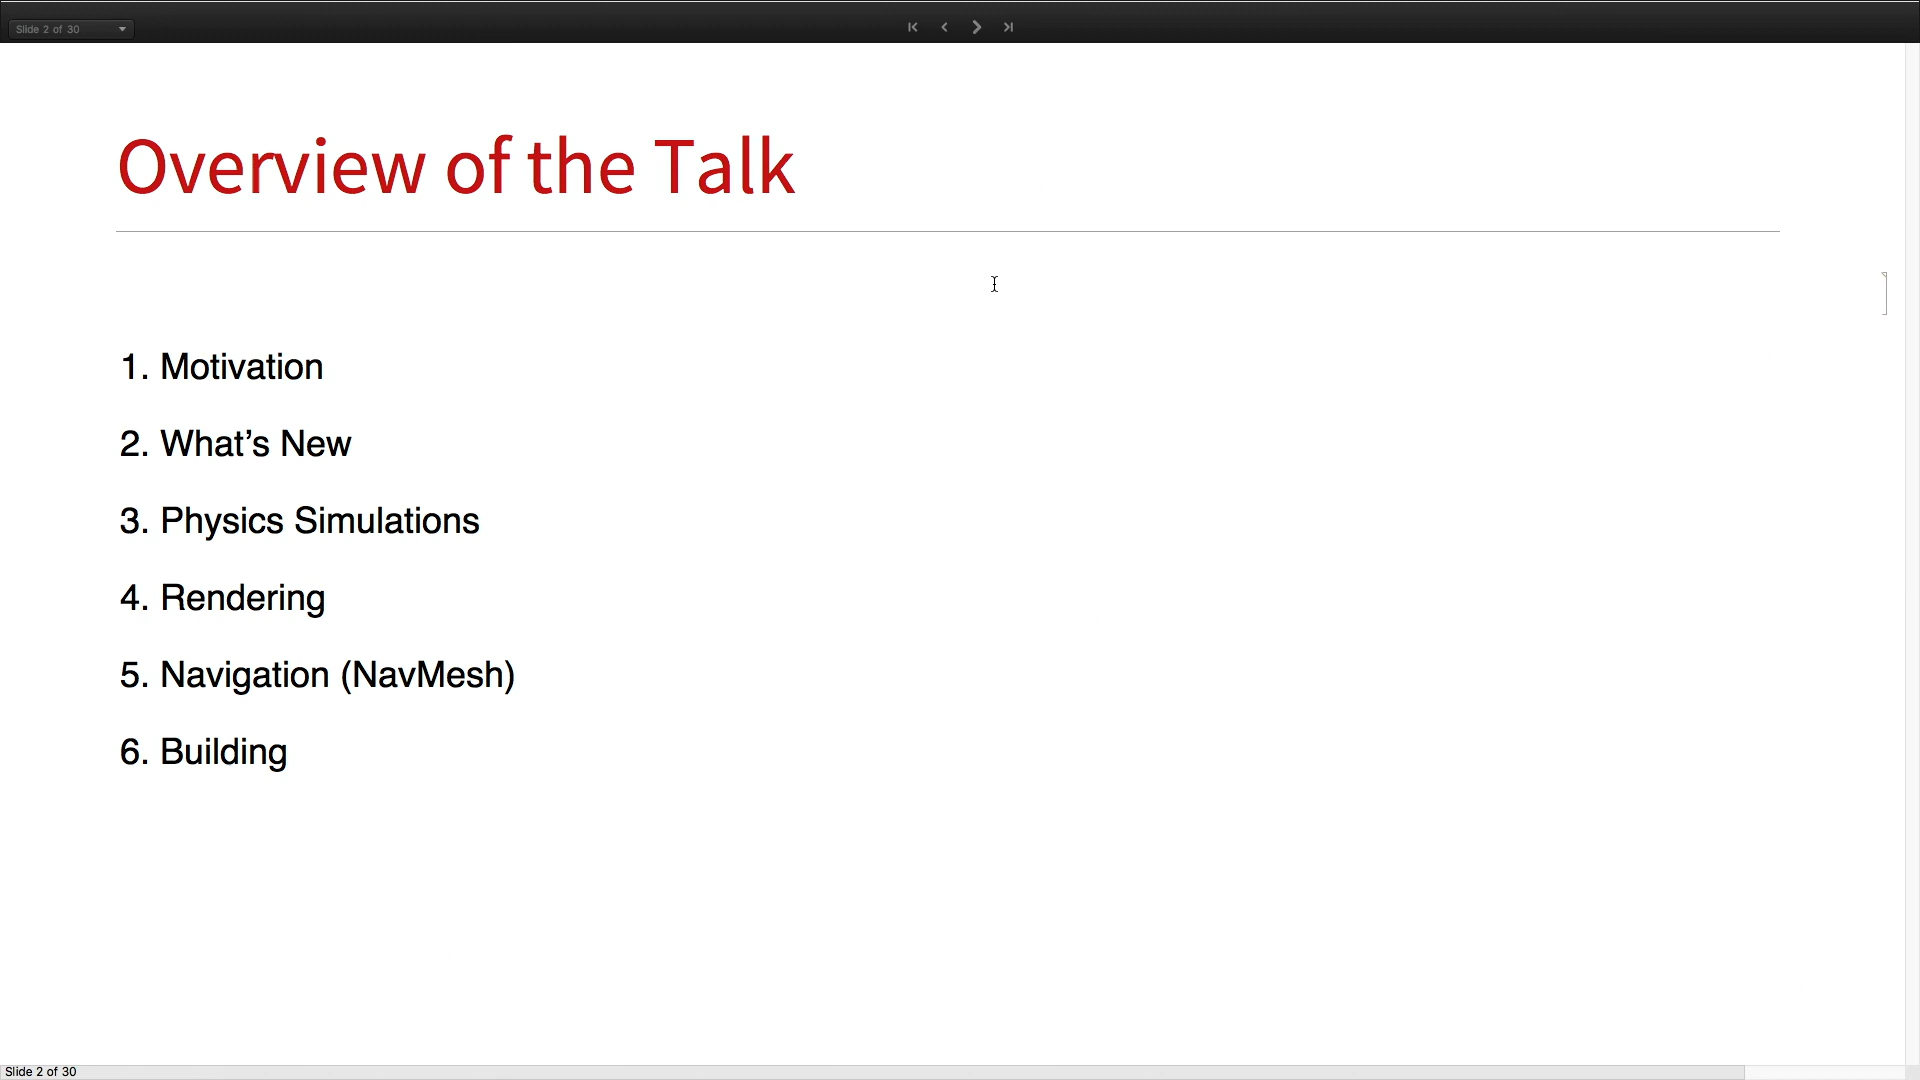 Slide 2 of 30
Overview of the Talk
1. Motivation
2. What’s New
3. Physics Simulations
4. Rendering
5. Navigation (NavMesh)
6. Building
Slide 2 of 30